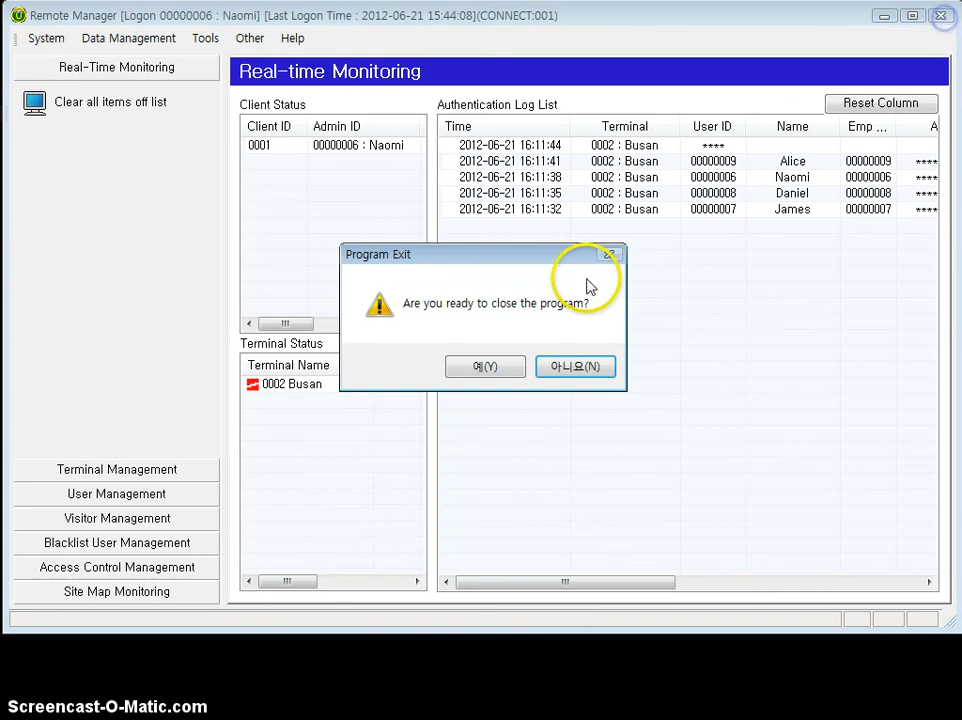 Remote Manager [Logon 00000006 : Naomi] [Last Logon Time : 2012-06-21 15:44:08](CONNECT:001)
System Data Management Tools Other Help
Real-Time Monitoring
Clear all items off list
Real-time Monitoring
Client Status
Client ID Admin ID
0001 00000006 : Naomi
Authentication Log List
Reset Column
Time Terminal User ID Name Emp ... A
2012-06-21 16:11:44 0002 : Busan ****
2012-06-21 16:11:41 0002 : Busan 00000009 Alice 00000009 ****
2012-06-21 16:11:38 0002 : Busan 00000006 Naomi 00000006 ****
2012-06-21 16:11:35 0002 : Busan 00000008 Daniel 00000008 ****
2012-06-21 16:11:32 0002 : Busan 00000007 James 00000007 ****
Program Exit
Are you ready to close the program?
예(Y) 아니요(N)
Terminal Status
Terminal Name
0002 Busan
Terminal Management
User Management
Visitor Management
Blacklist User Management
Access Control Management
Site Map Monitoring
Screencast-O-Matic.com